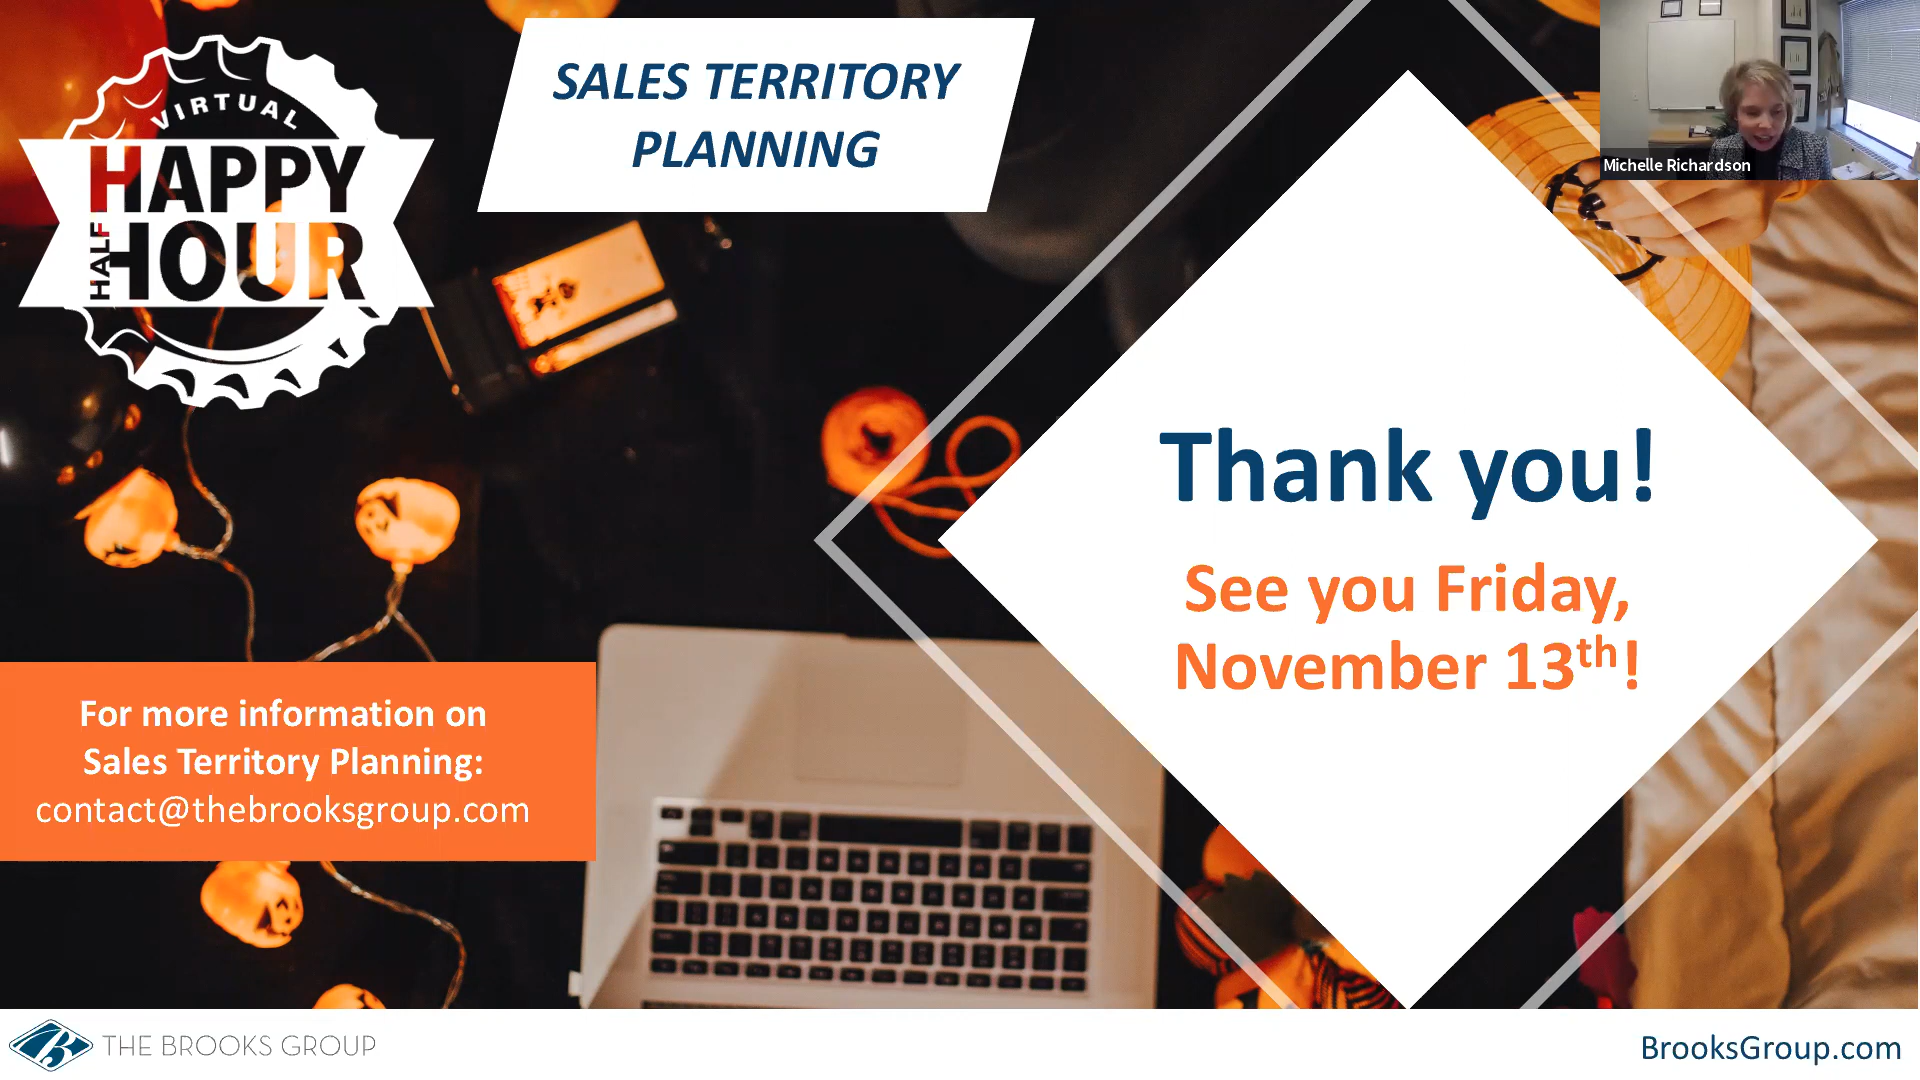 VIRTUAL
HAPPY
HALF HOUR
SALES TERRITORY
PLANNING
Michelle Richardson
Thank you!
See you Friday,
November 13th!
For more information on
Sales Territory Planning:
contact@thebrooksgroup.com
THE BROOKS GROUP
BrooksGroup.com